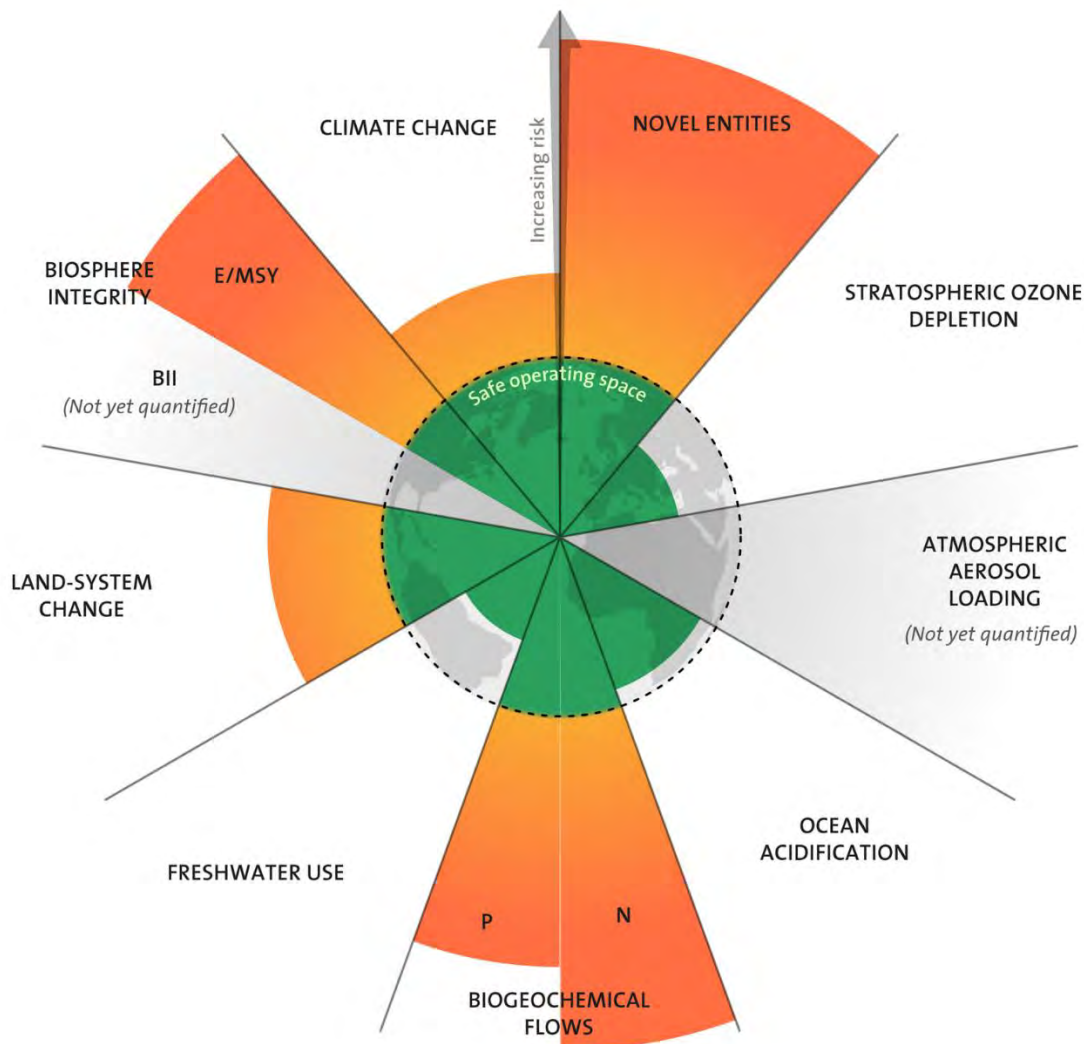 CLIMATE CHANGE
Increasing risk
NOVEL ENTITIES
BIOSPHERE
INTEGRITY
E/MSY
STRATOSPHERIC OZONE
DEPLETION
BII
(Not yet quantified)
Safe operating space
LAND-SYSTEM
CHANGE
ATMOSPHERIC
AEROSOL
LOADING
(Not yet quantified)
FRESHWATER USE
OCEAN
ACIDIFICATION
P
N
BIOGEOCHEMICAL
FLOWS